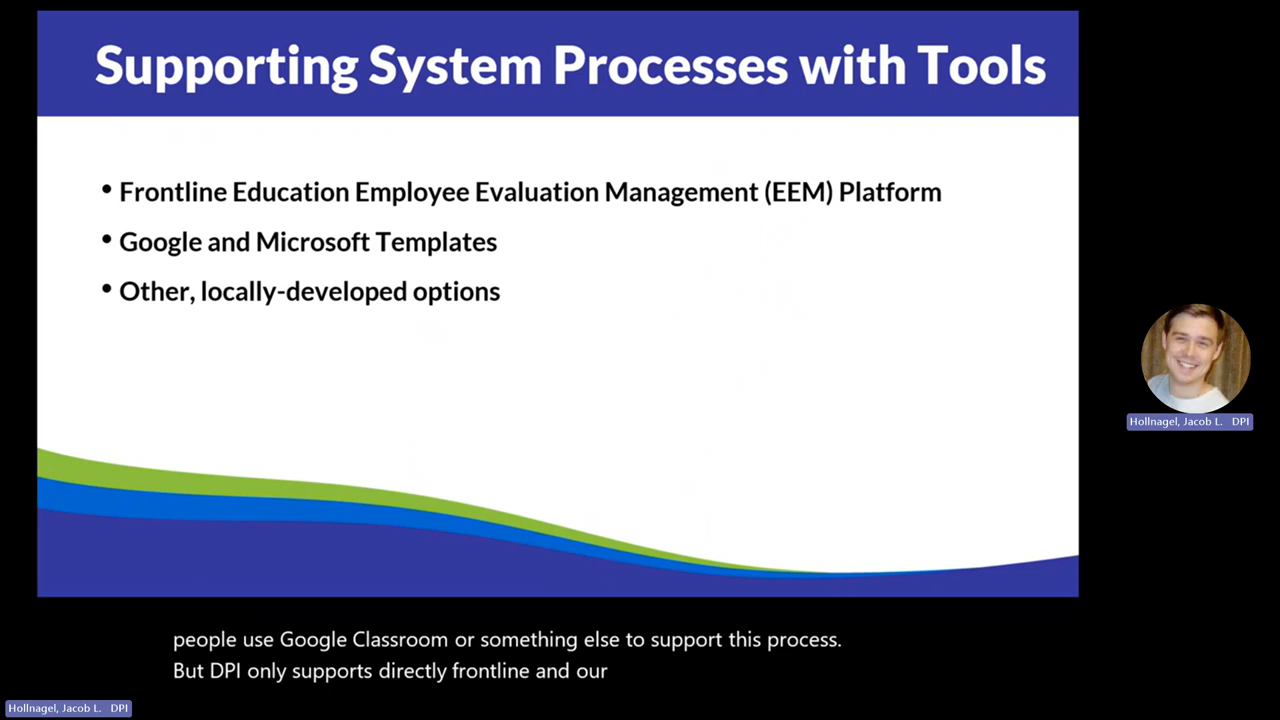 Supporting System Processes with Tools
• Frontline Education Employee Evaluation Management (EEM) Platform
• Google and Microsoft Templates
• Other, locally-developed options
Hollnagel, Jacob L. DPI
people use Google Classroom or something else to support this process.
But DPI only supports directly frontline and our
Hollnagel, Jacob L. DPI